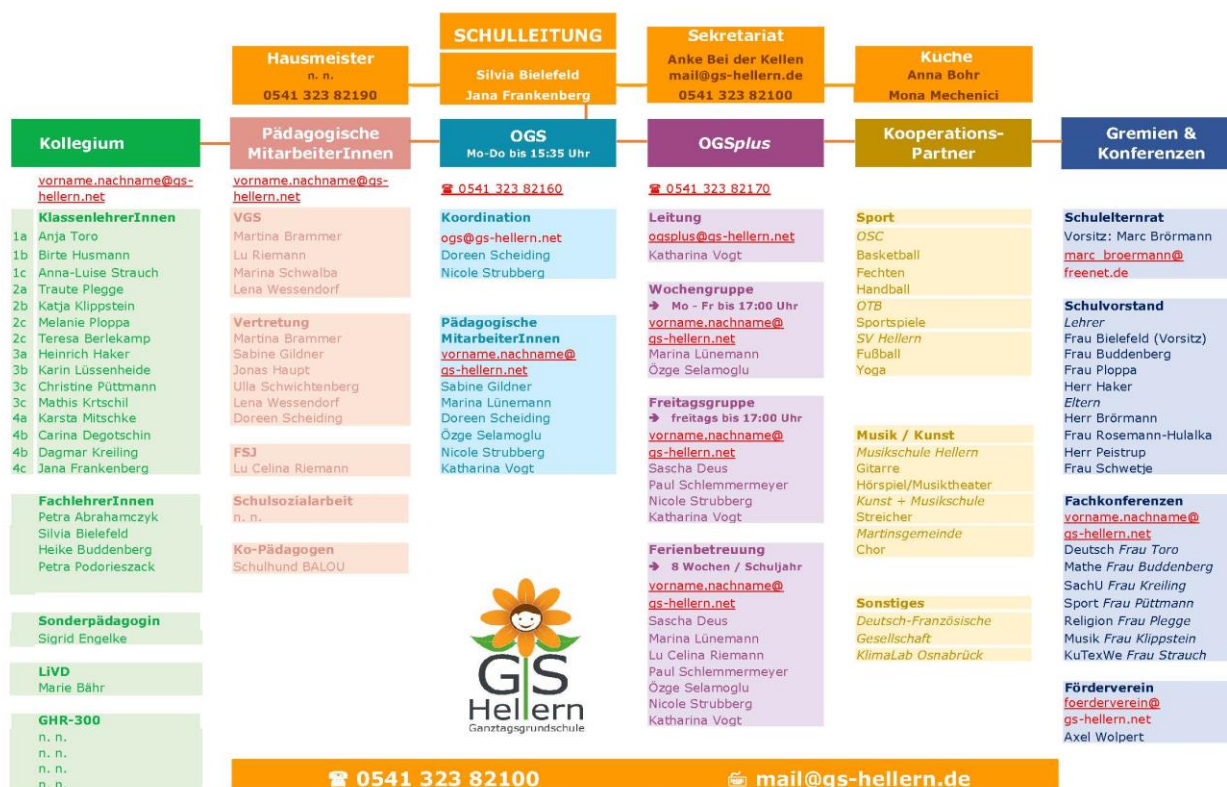 SCHULLEITUNG
Silvia Bielefeld
Jana Frankenberg
Hausmeister
n. n.
0541 323 82190
Sekretariat
Anke Bei der Kellen
mail@gs-hellern.de
0541 323 82100
Küche
Anna Bohr
Mona Mechenici
Kollegium
vorname.nachname@gs-
hellern.net
KlassenlehrerInnen
1a Anja Toro
1b Birte Husmann
1c Anna-Luise Strauch
2a Traute Plegge
2b Katja Klippstein
2c Melanie Ploppa
2c Teresa Berlekamp
3a Heinrich Haker
3b Karin Lüssenheide
3c Christine Püttmann
3c Mathis Krtschil
4a Karsta Mitschke
4b Carina Degotschin
4b Dagmar Kreiling
4c Jana Frankenberg
FachlehrerInnen
Petra Abrahamczyk
Silvia Bielefeld
Heike Buddenberg
Petra Podorieszack
Sonderpädagogin
Sigrid Engelke
LiVD
Marie Bähr
GHR-300
n. n.
n. n.
n. n.
n. n.
Pädagogische
MitarbeiterInnen
vorname.nachname@gs-
hellern.net
VGS
Martina Brammer
Lu Riemann
Marina Schwalba
Lena Wessendorf
Vertretung
Martina Brammer
Sabine Gildner
Jonas Haupt
Ulla Schwichtenberg
Lena Wessendorf
Doreen Scheiding
FSJ
Lu Celina Riemann
Schulsozialarbeit
n. n.
Ko-Pädagogen
Schulhund BALOU
OGS
Mo-Do bis 15:35 Uhr
☎ 0541 323 82160
Koordination
ogs@gs-hellern.net
Doreen Scheiding
Nicole Strubberg
Pädagogische
MitarbeiterInnen
vorname.nachname@
gs-hellern.net
Sabine Gildner
Marina Lünemann
Doreen Scheiding
Özge Selamoglu
Nicole Strubberg
Katharina Vogt
GS
Hellern
Ganztagsgrundschule
OGSplus
☎ 0541 323 82170
Leitung
ogsplus@gs-hellern.net
Katharina Vogt
Wochengruppe
➔ Mo - Fr bis 17:00 Uhr
vorname.nachname@
gs-hellern.net
Marina Lünemann
Özge Selamoglu
Freitagsgruppe
➔ freitags bis 17:00 Uhr
vorname.nachname@
gs-hellern.net
Sascha Deus
Paul Schlemmermeyer
Nicole Strubberg
Katharina Vogt
Ferienbetreuung
➔ 8 Wochen / Schuljahr
vorname.nachname@
gs-hellern.net
Sascha Deus
Marina Lünemann
Lu Celina Riemann
Paul Schlemmermeyer
Özge Selamoglu
Nicole Strubberg
Katharina Vogt
Kooperations-
Partner
Sport
OSC
Basketball
Fechten
Handball
OTB
Sportspiele
SV Hellern
Fußball
Yoga
Musik / Kunst
Musikschule Hellern
Gitarre
Hörspiel/Musiktheater
Kunst + Musikschule
Streicher
Martinsgemeinde
Chor
Sonstiges
Deutsch-Französische
Gesellschaft
KlimaLab Osnabrück
Gremien &
Konferenzen
Schulelternrat
Vorsitz: Marc Brörmann
marc_broermann@
freenet.de
Schulvorstand
Lehrer
Frau Bielefeld (Vorsitz)
Frau Buddenberg
Frau Ploppa
Herr Haker
Eltern
Herr Brörmann
Frau Rosemann-Hulalka
Herr Peistrup
Frau Schwetje
Fachkonferenzen
vorname.nachname@
gs-hellern.net
Deutsch Frau Toro
Mathe Frau Buddenberg
SachU Frau Kreiling
Sport Frau Püttmann
Religion Frau Plegge
Musik Frau Klippstein
KuTexWe Frau Strauch
Förderverein
foerderverein@
gs-hellern.net
Axel Wolpert
☎ 0541 323 82100
mail@gs-hellern.de